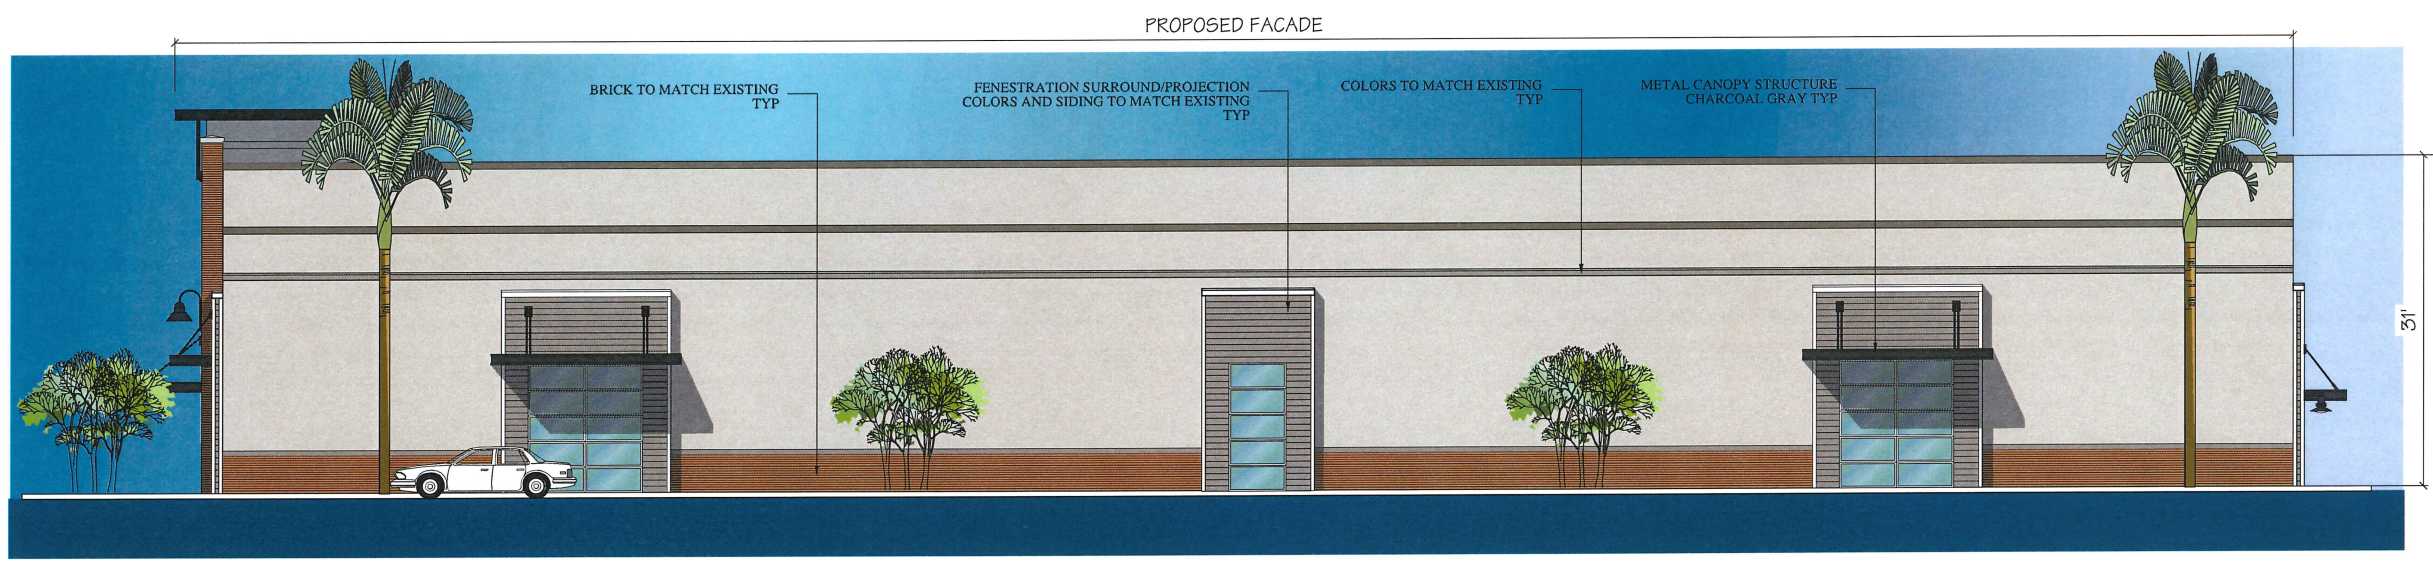 PROPOSED FACADE
BRICK TO MATCH EXISTING
TYP
FENESTRATION SURROUND/PROJECTION
COLORS AND SIDING TO MATCH EXISTING
TYP
COLORS TO MATCH EXISTING
TYP
METAL CANOPY STRUCTURE
CHARCOAL GRAY TYP
31'